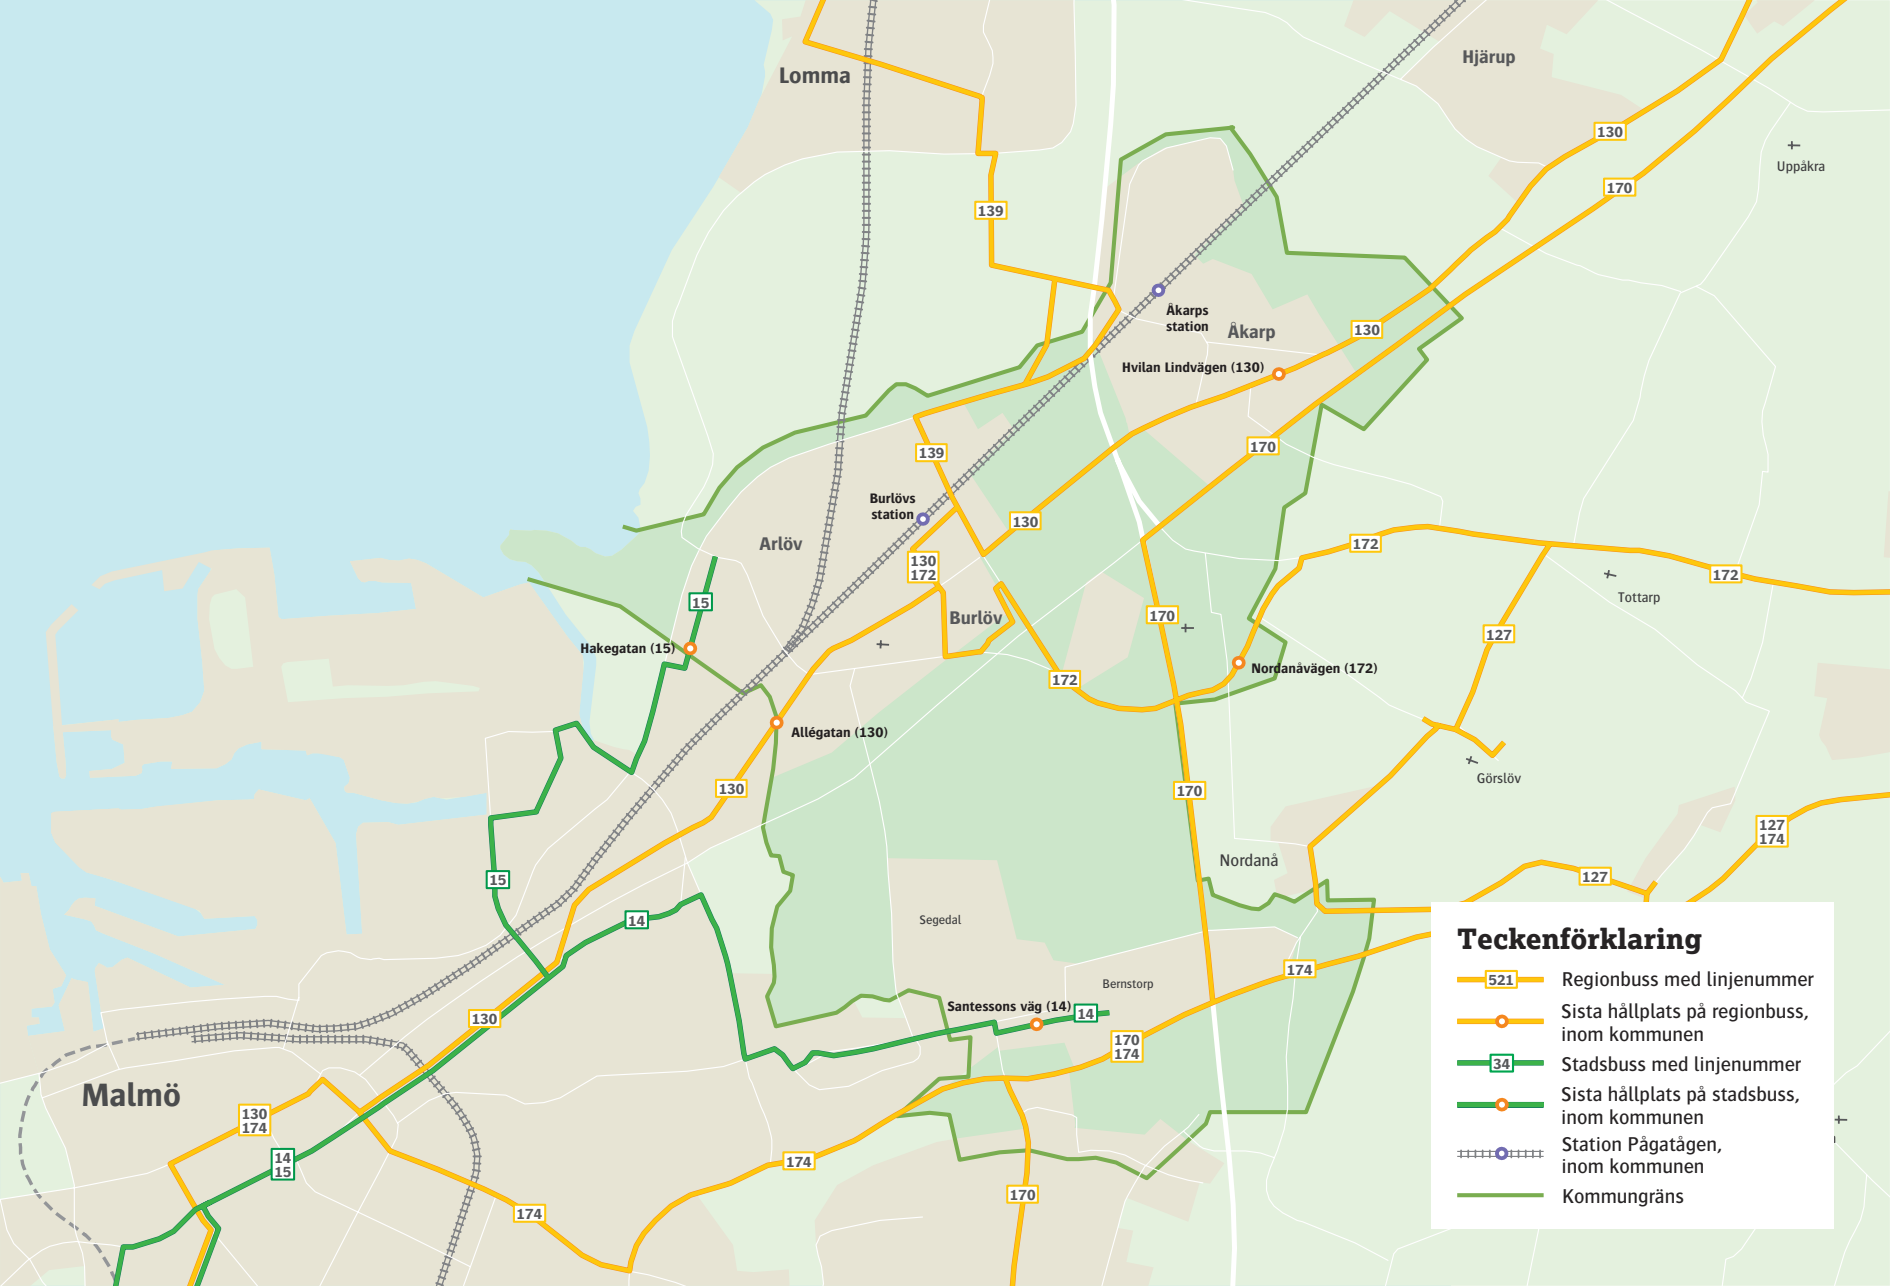 Lomma
Hjärup
130
Uppåkra
170
139
Åkarps
station
Åkarp
130
Hvilan Lindvägen (130)
170
139
Burlövs
station
130
Arlöv
172
130
172
172
15
Burlöv
170
Tottarp
127
Hakegatan (15)
Nordanåvägen (172)
172
Allégatan (130)
130
170
Görslöv
127
174
Nordanå
15
127
14
Segedal
174
Bernstorp
Santessons väg (14)
14
130
170
174
Malmö
130
174
14
15
174
170
174
Teckenförklaring
521
Regionbuss med linjenummer
Sista hållplats på regionbuss,
inom kommunen
34
Stadsbuss med linjenummer
Sista hållplats på stadsbuss,
inom kommunen
Station Pågatågen,
inom kommunen
Kommungräns